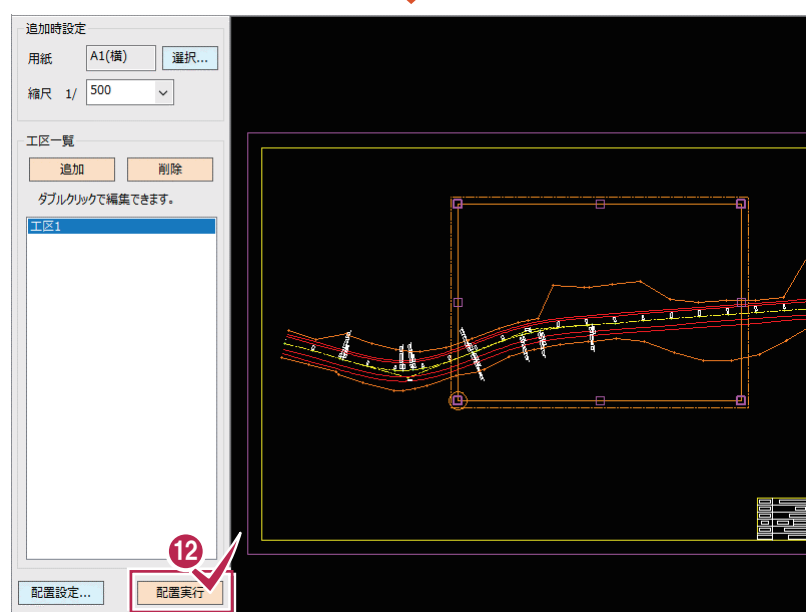 追加時設定
用紙 A1(横) 選択...
縮尺 1/ 500
工区一覧
追加 削除
ダブルクリックで編集できます。
工区1
12
配置設定... 配置実行